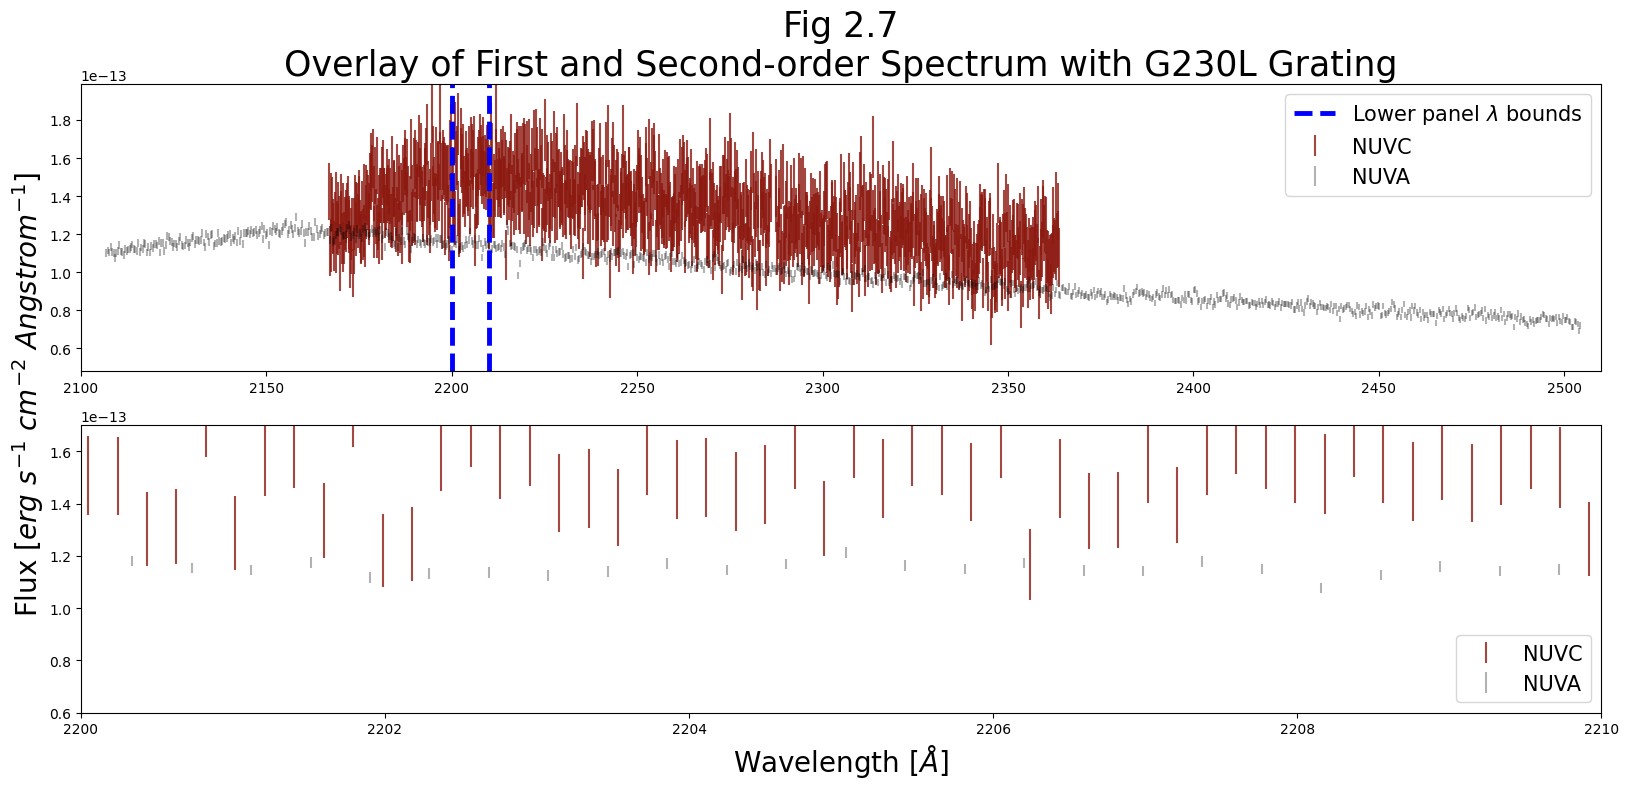 Fig 2.7
Overlay of First and Second-order Spectrum with G230L Grating
1e−13
Lower panel λ bounds
NUVC
NUVA
1.8
1.6
1.4
1.2
1.0
0.8
0.6
2100 2150 2200 2250 2300 2350 2400 2450 2500
Flux [erg s⁻¹ cm⁻² Angstrom⁻¹]
1e−13
1.6
1.4
1.2
1.0
0.8
0.6
NUVC
NUVA
2200 2202 2204 2206 2208 2210
Wavelength [Å]